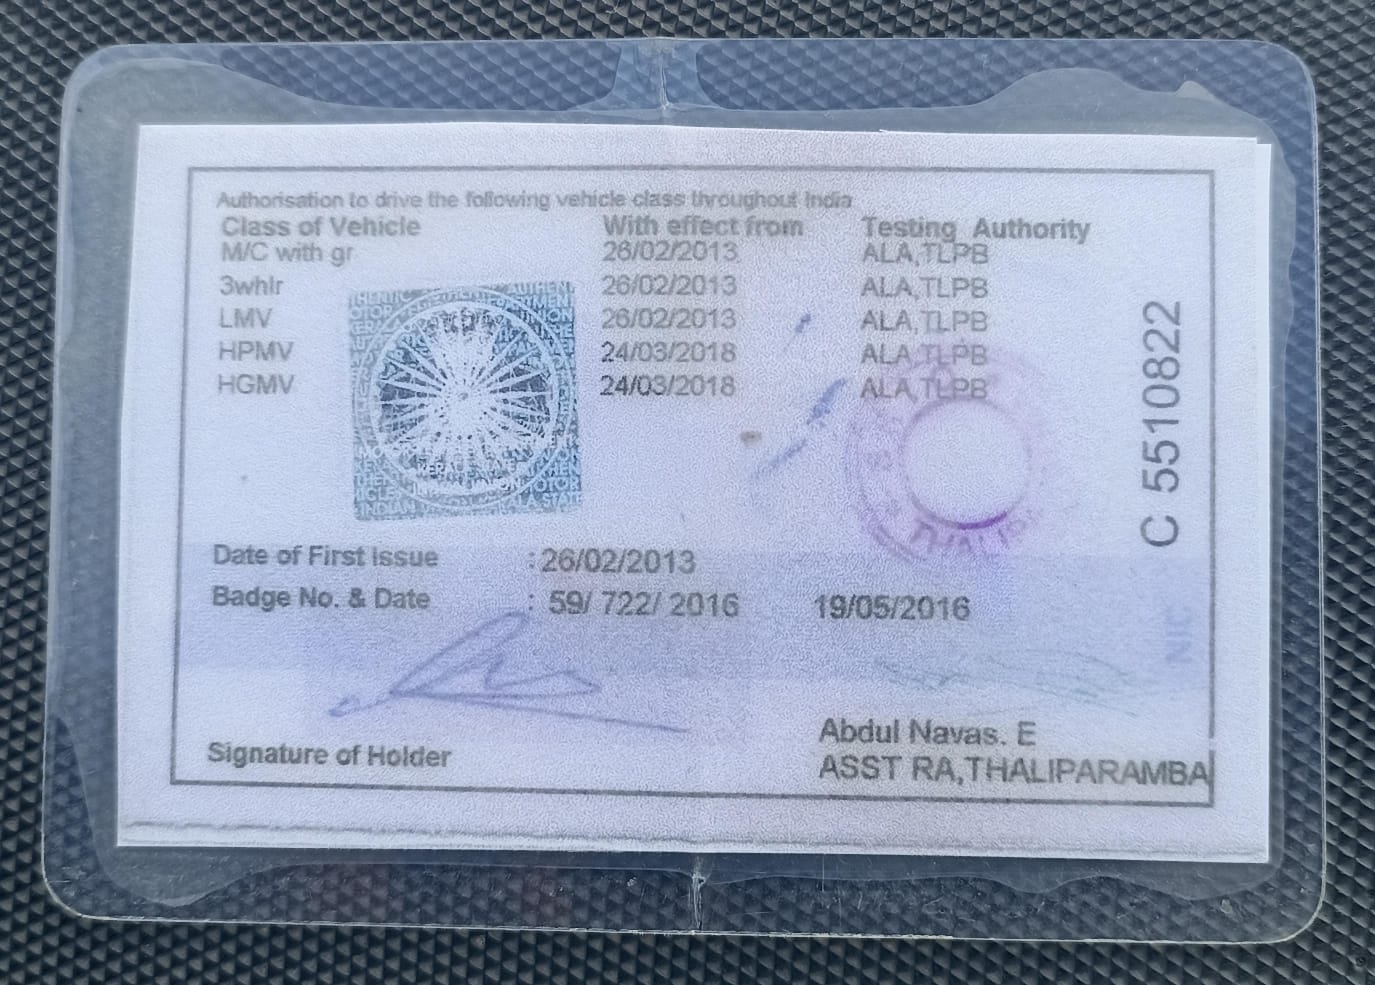 Authorisation to drive the following vehicle class throughout India
Class of Vehicle With effect from Testing Authority
M/C with gr 26/02/2013 ALA,TLPB
3whlr 26/02/2013 ALA,TLPB
LMV 26/02/2013 ALA,TLPB
HPMV 24/03/2018 ALA,TLPB
HGMV 24/03/2018 ALA,TLPB
C 5510822
Date of First Issue : 26/02/2013
Badge No. & Date : 59/ 722/ 2016 19/05/2016
NIC
Abdul Navas. E
Signature of Holder
ASST RA,THALIPARAMBA